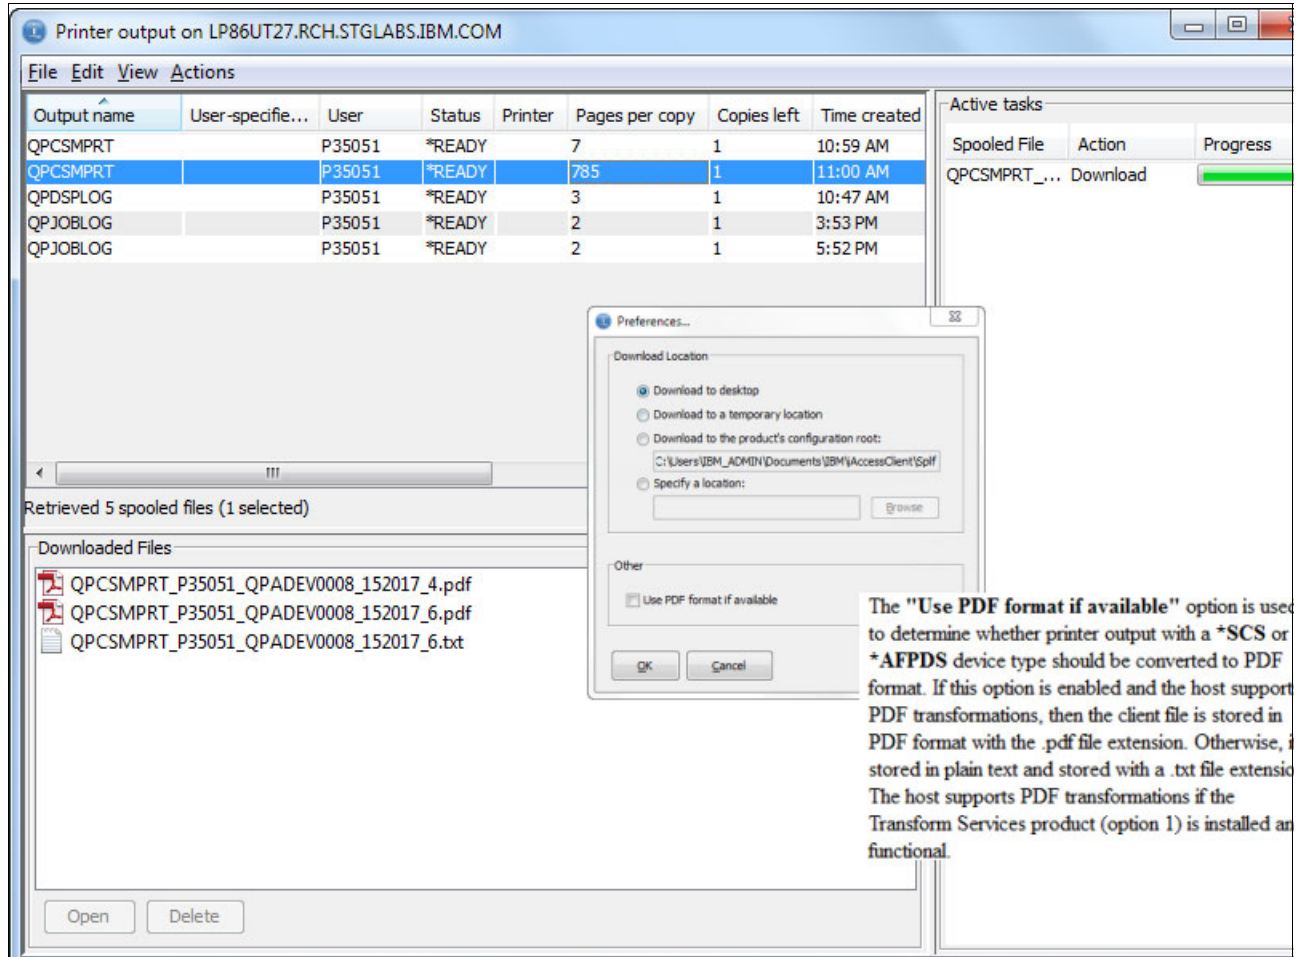 Printer output on LP86UT27.RCH.STGLABS.IBM.COM
File Edit View Actions
Output name User-specifie... User Status Printer Pages per copy Copies left Time created
QPCSMPRT P35051 *READY 7 1 10:59 AM
QPCSMPRT P35051 *READY 785 1 11:00 AM
QPDSPLOG P35051 *READY 3 1 10:47 AM
QPJOBLOG P35051 *READY 2 1 3:53 PM
QPJOBLOG P35051 *READY 2 1 5:52 PM
Retrieved 5 spooled files (1 selected)
Active tasks
Spooled File Action Progress
QPCSMPRT_... Download
Preferences...
Download Location
Download to desktop
Download to a temporary location
Download to the product's configuration root:
C:\Users\IBM_ADMIN\Documents\IBM\iAccessClient\Splf
Specify a location:
Browse
Other
Use PDF format if available
OK Cancel
Downloaded Files
QPCSMPRT_P35051_QPADEV0008_152017_4.pdf
QPCSMPRT_P35051_QPADEV0008_152017_6.pdf
QPCSMPRT_P35051_QPADEV0008_152017_6.txt
Open Delete
The "Use PDF format if available" option is used
to determine whether printer output with a *SCS or
*AFPDS device type should be converted to PDF
format. If this option is enabled and the host support
PDF transformations, then the client file is stored in
PDF format with the .pdf file extension. Otherwise, i
stored in plain text and stored with a .txt file extensio
The host supports PDF transformations if the
Transform Services product (option 1) is installed an
functional.